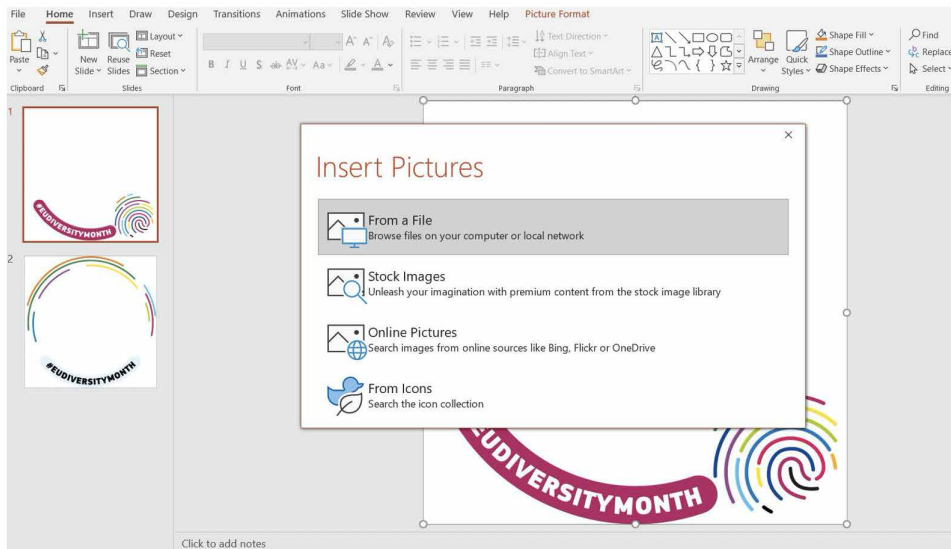 File Home Insert Draw Design Transitions Animations Slide Show Review View Help Picture Format
Paste
New Slide
Reuse Slides
Layout
Reset
Section
B I U S ab AV Aa A
Text Direction
Align Text
Convert to SmartArt
Arrange
Quick Styles
Shape Fill
Shape Outline
Shape Effects
Find
Replace
Select
Clipboard Slides Font Paragraph Drawing Editing
1
#EUDIVERSITYMONTH
2
#EUDIVERSITYMONTH
Insert Pictures
From a File
Browse files on your computer or local network
Stock Images
Unleash your imagination with premium content from the stock image library
Online Pictures
Search images from online sources like Bing, Flickr or OneDrive
From Icons
Search the icon collection
EUDIVERSITYMONTH
Click to add notes